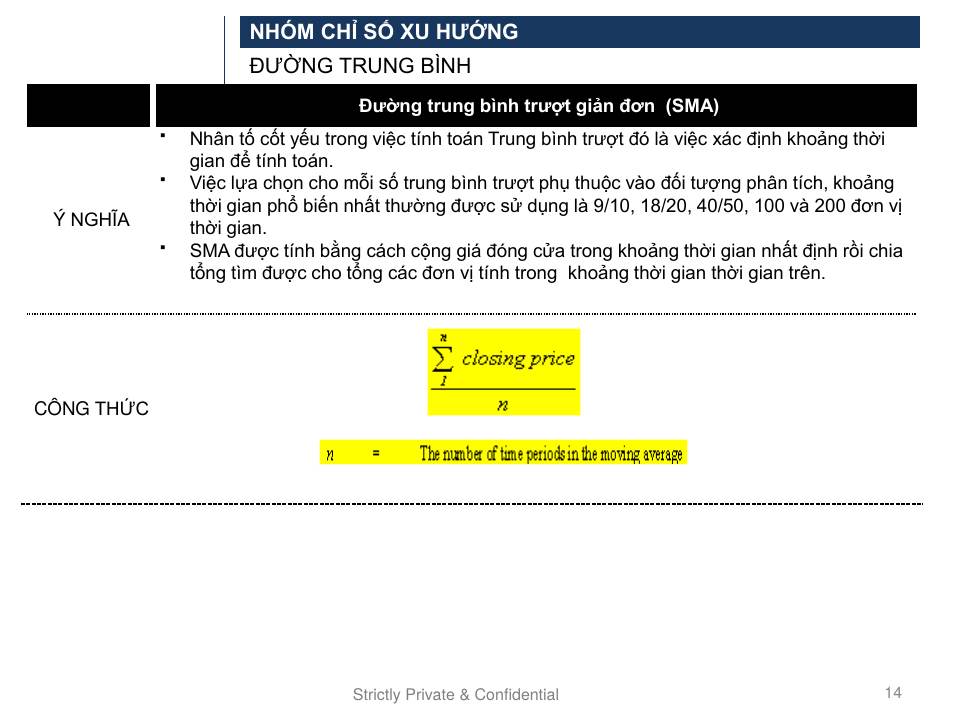 NHÓM CHỈ SỐ XU HƯỚNG
ĐƯỜNG TRUNG BÌNH
Đường trung bình trượt giản đơn (SMA)
Ý NGHĨA
▪ Nhân tố cốt yếu trong việc tính toán Trung bình trượt đó là việc xác định khoảng thời
gian để tính toán.
▪ Việc lựa chọn cho mỗi số trung bình trượt phụ thuộc vào đối tượng phân tích, khoảng
thời gian phổ biến nhất thường được sử dụng là 9/10, 18/20, 40/50, 100 và 200 đơn vị
thời gian.
▪ SMA được tính bằng cách cộng giá đóng cửa trong khoảng thời gian nhất định rồi chia
tổng tìm được cho tổng các đơn vị tính trong khoảng thời gian thời gian trên.
CÔNG THỨC
n
∑ closing price
1
n
n = The number of time periods in the moving average
Strictly Private & Confidential
14